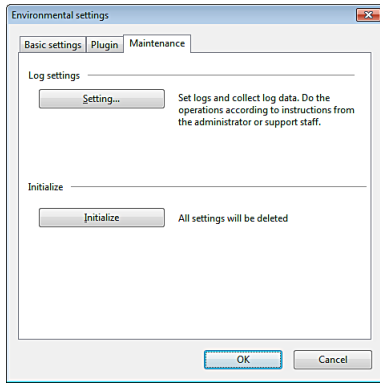 Environmental settings
Basic settings Plugin Maintenance
Log settings
Setting... Set logs and collect log data. Do the
operations according to instructions from
the administrator or support staff.
Initialize
Initialize All settings will be deleted
OK Cancel